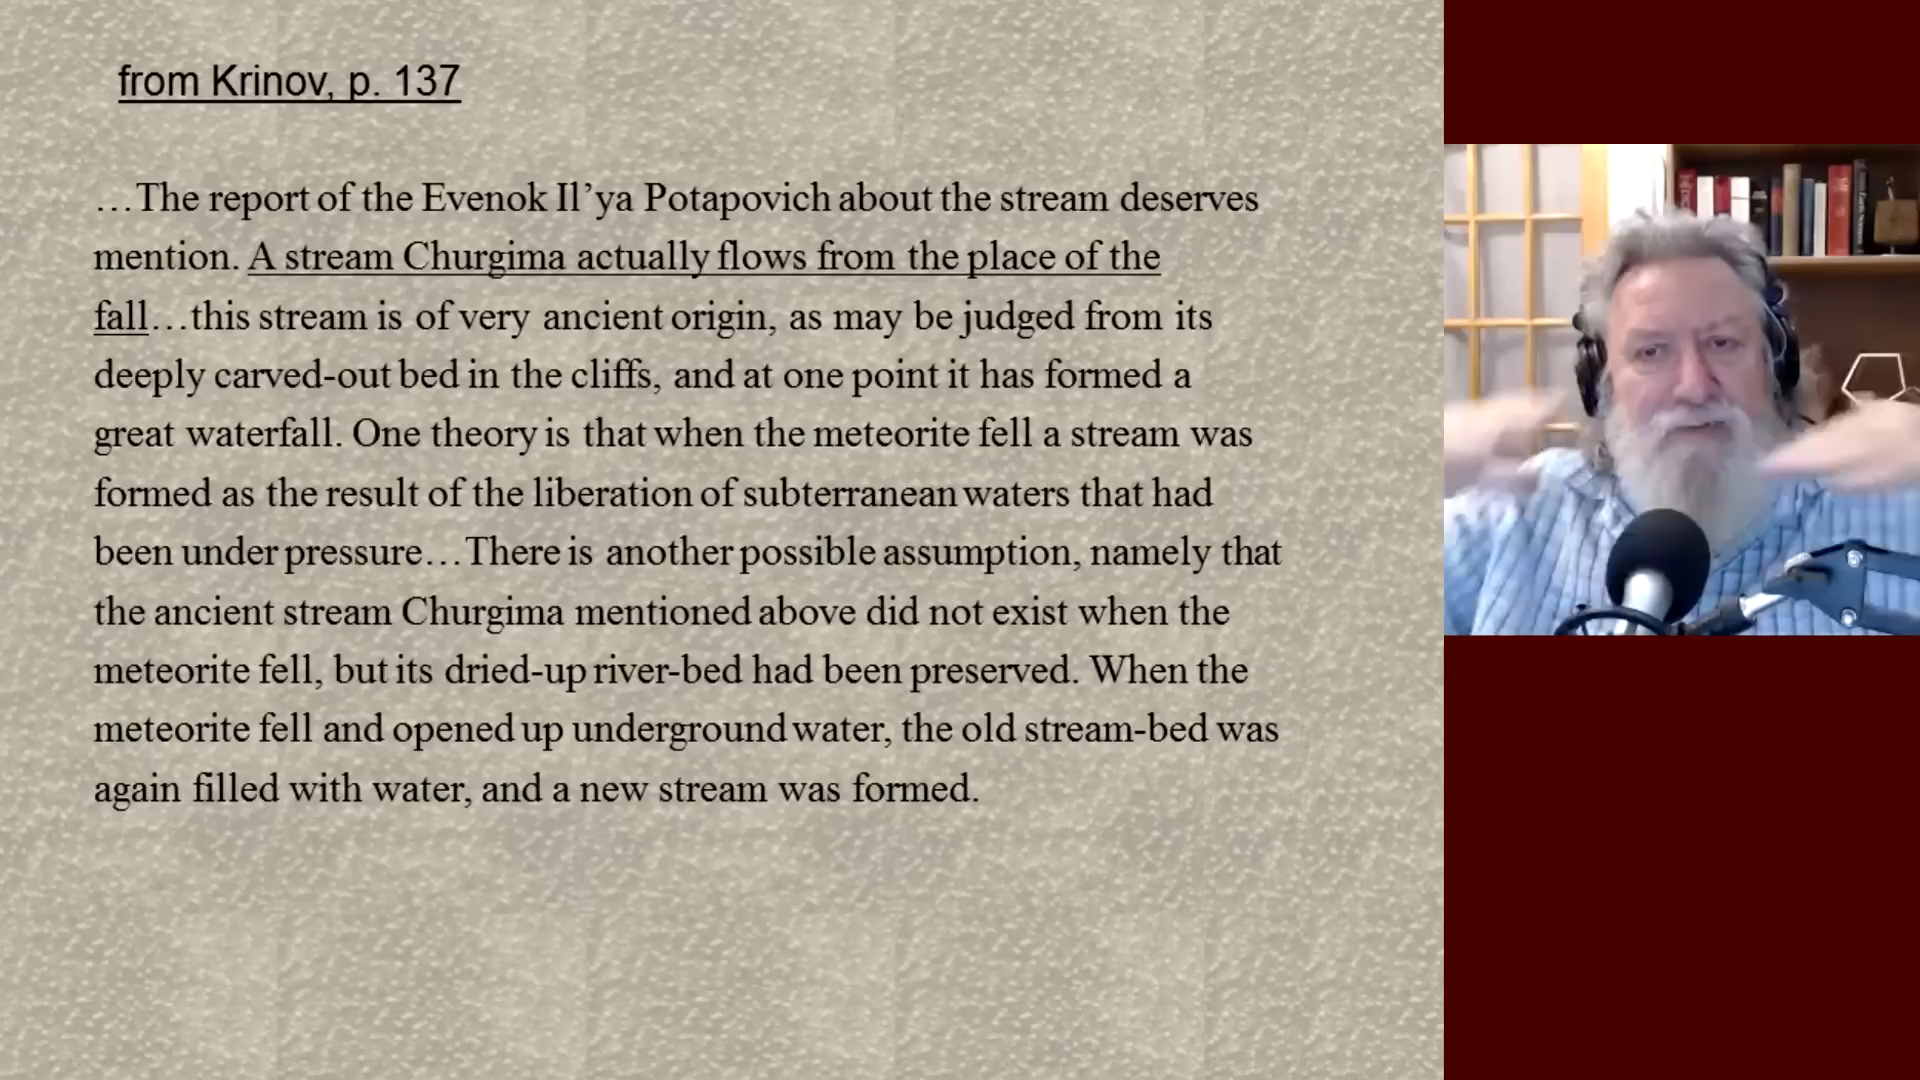 from Krinov, p. 137
…The report of the Evenok Il’ya Potapovich about the stream deserves
mention. A stream Churgima actually flows from the place of the
fall…this stream is of very ancient origin, as may be judged from its
deeply carved-out bed in the cliffs, and at one point it has formed a
great waterfall. One theory is that when the meteorite fell a stream was
formed as the result of the liberation of subterranean waters that had
been under pressure…There is another possible assumption, namely that
the ancient stream Churgima mentioned above did not exist when the
meteorite fell, but its dried-up river-bed had been preserved. When the
meteorite fell and opened up underground water, the old stream-bed was
again filled with water, and a new stream was formed.